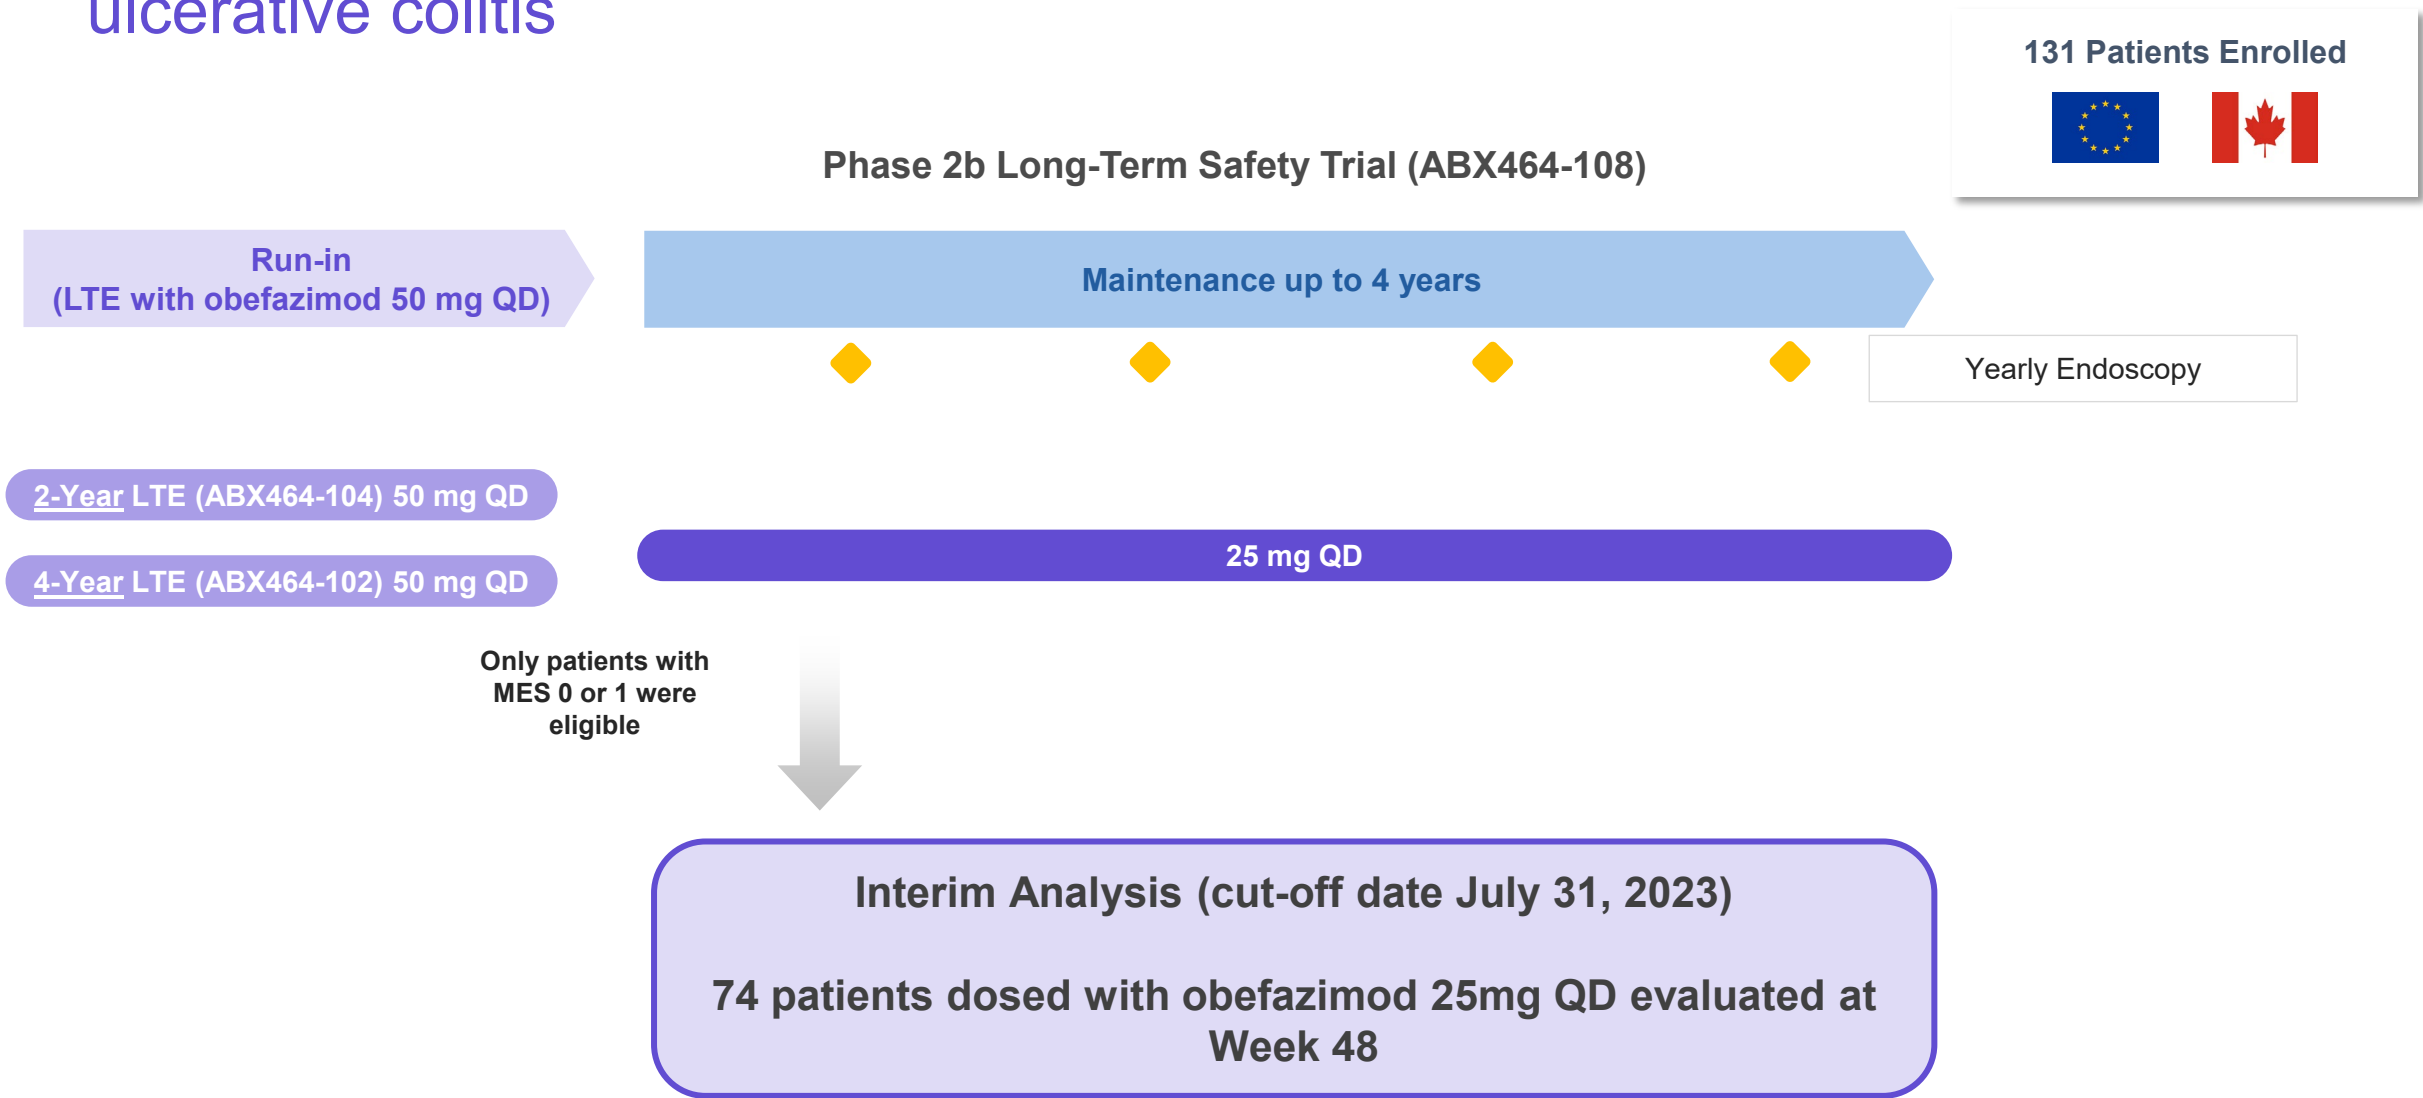 ulcerative colitis
131 Patients Enrolled
Phase 2b Long-Term Safety Trial (ABX464-108)
Run-in
(LTE with obefazimod 50 mg QD)
Maintenance up to 4 years
Yearly Endoscopy
2-Year LTE (ABX464-104) 50 mg QD
4-Year LTE (ABX464-102) 50 mg QD
25 mg QD
Only patients with
MES 0 or 1 were
eligible
Interim Analysis (cut-off date July 31, 2023)
74 patients dosed with obefazimod 25mg QD evaluated at
Week 48